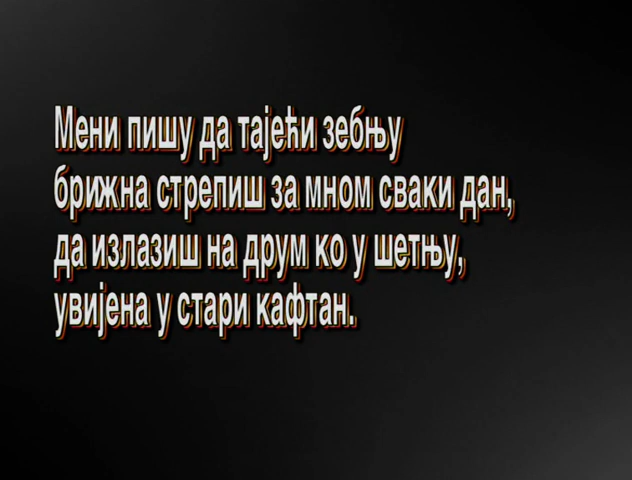 Мени пишу да тајећи зебњу
брижна стрепиш за мном сваки дан,
да излазиш на друм ко у шетњу,
увијена у стари кафтан.